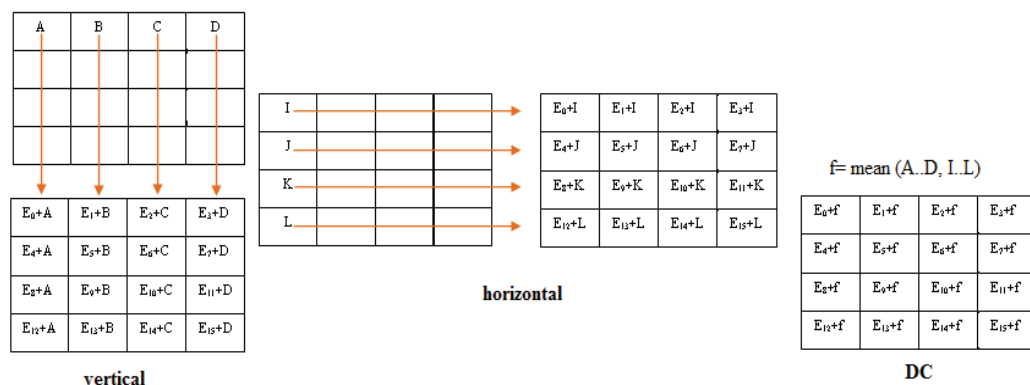 A B C D
E₀+A E₁+B E₂+C E₃+D
E₄+A E₅+B E₆+C E₇+D
E₈+A E₉+B E₁₀+C E₁₁+D
E₁₂+A E₁₃+B E₁₄+C E₁₅+D
vertical
I
J
K
L
E₀+I E₁+I E₂+I E₃+I
E₄+J E₅+J E₆+J E₇+J
E₈+K E₉+K E₁₀+K E₁₁+K
E₁₂+L E₁₃+L E₁₄+L E₁₅+L
horizontal
f= mean (A..D, I..L)
E₀+f E₁+f E₂+f E₃+f
E₄+f E₅+f E₆+f E₇+f
E₈+f E₉+f E₁₀+f E₁₁+f
E₁₂+f E₁₃+f E₁₄+f E₁₅+f
DC